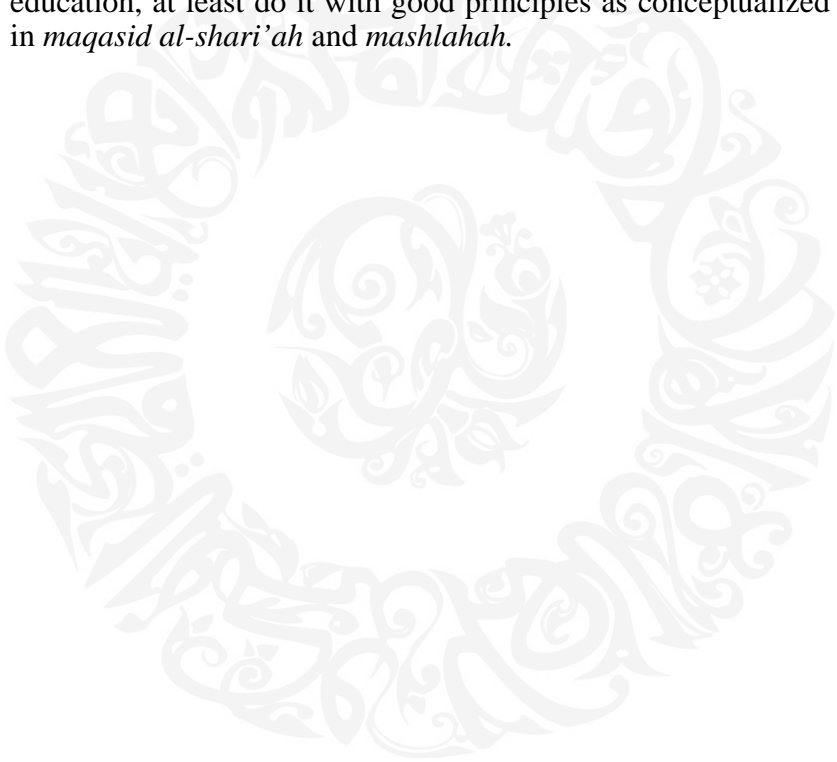 education, at least do it with good principles as conceptualized
in maqasid al-shari’ah and mashlahah.